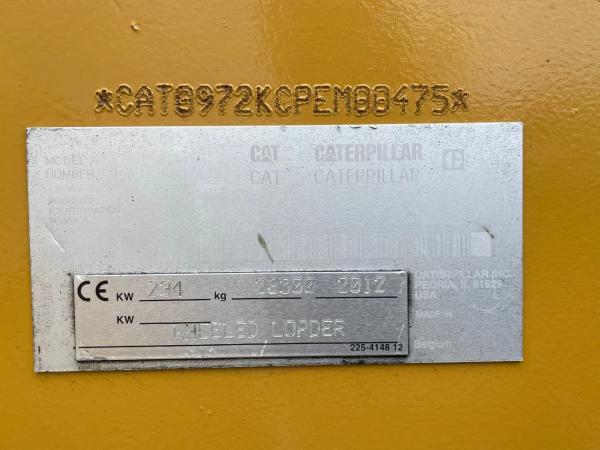 *CAT0972KCPEM00475*
MODEL
NUMBER
CAT CATERPILLAR
CAT CATERPILLAR
PRODUCT
IDENTIFICATION
NUMBER
CATERPILLAR INC.
PEORIA, IL 61629
USA
MADE IN
Belgium
CE KW 234 kg 26300 2012
KW
WHEELED LOADER
225-4148 12